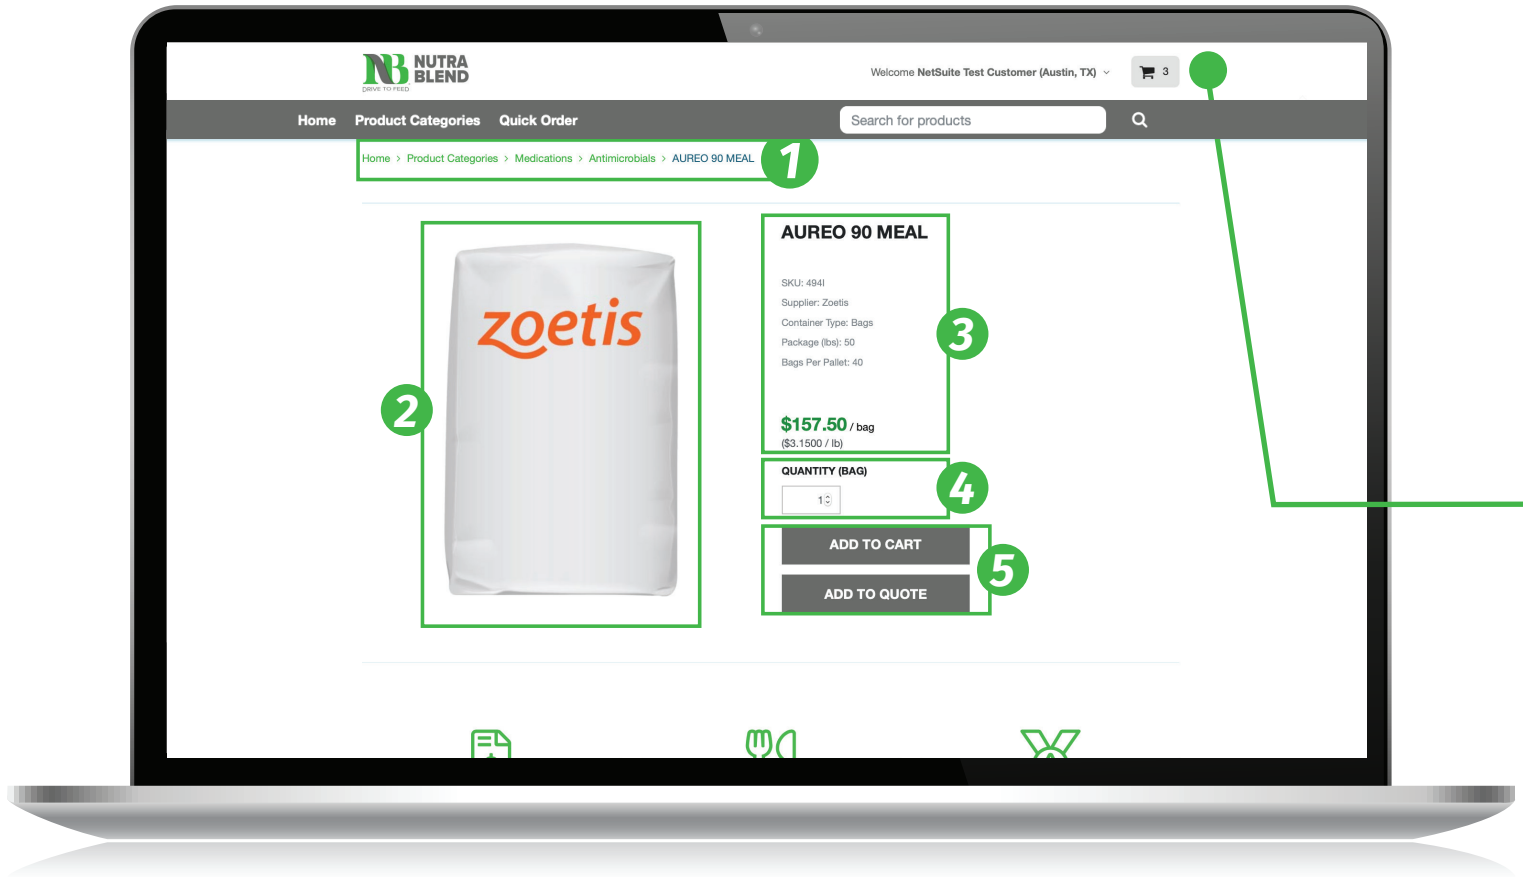 NUTRA
BLEND
DRIVE TO FEED
Welcome NetSuite Test Customer (Austin, TX)
3
Home Product Categories Quick Order
Search for products
Home > Product Categories > Medications > Antimicrobials > AUREO 90 MEAL
1
zoetis
2
AUREO 90 MEAL
SKU: 494I
Supplier: Zoetis
Container Type: Bags
Package (lbs): 50
Bags Per Pallet: 40
3
$157.50 / bag
($3.1500 / lb)
QUANTITY (BAG)
1
4
ADD TO CART
ADD TO QUOTE
5